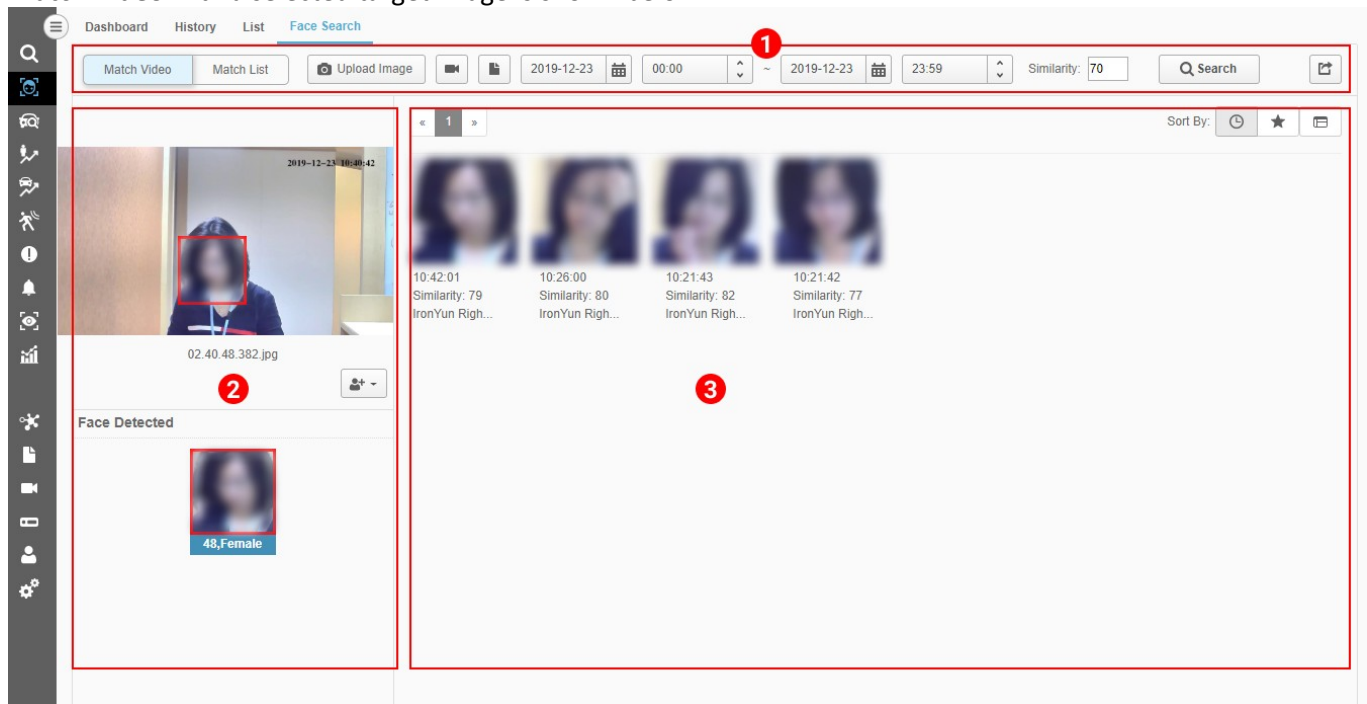 Dashboard History List Face Search
1
Match Video Match List Upload Image 2019-12-23 00:00 ~ 2019-12-23 23:59 Similarity: 70 Search
« 1 » Sort By:
2019-12-23 10:40:42
10:42:01 10:26:00 10:21:43 10:21:42
Similarity: 79 Similarity: 80 Similarity: 82 Similarity: 77
IronYun Righ... IronYun Righ... IronYun Righ... IronYun Righ...
02.40.48.382.jpg
2
3
Face Detected
48,Female